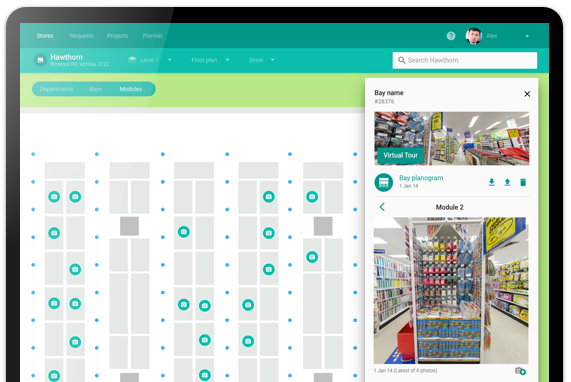 Stores Requests Projects Planner Alex
Hawthorn
Burwood Rd, Victoria, 3122
Level 1 Floor plan Show
Search Hawthorn
Departments Bays Modules
Bay name
#28376
Virtual Tour
Bay planogram
1 Jan 14
Module 2
1 Jan 14 (Latest of 4 photos)